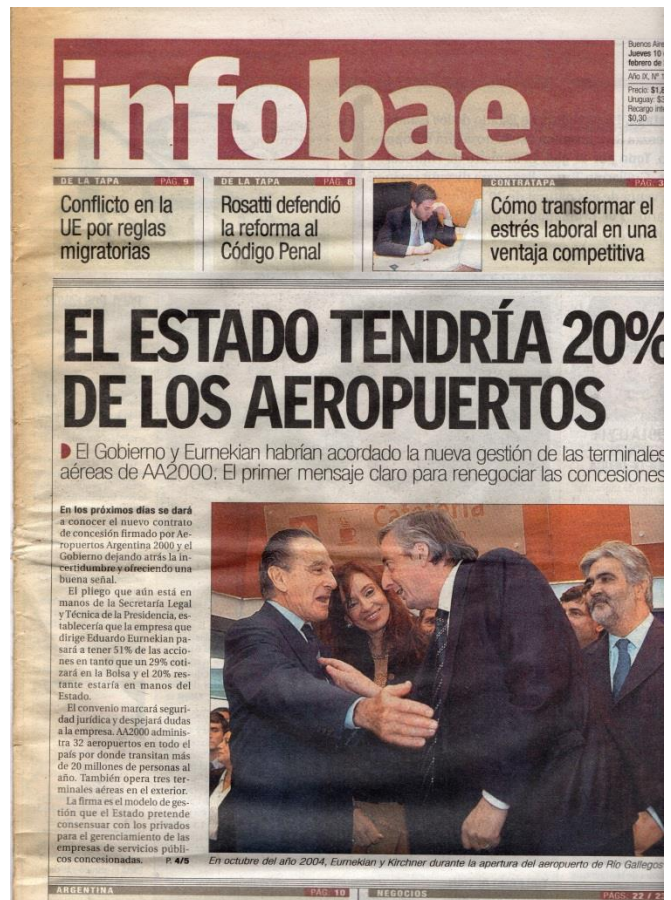 infobae
Buenos Aire
Jueves 10
febrero de
Año IX, Nº 1
Precio: $1,8
Uruguay: $3
Recargo inte
$0,30
DE LA TAPA PÁG. 9
Conflicto en la
UE por reglas
migratorias
DE LA TAPA PÁG. 8
Rosatti defendió
la reforma al
Código Penal
CONTRATAPA PÁG. 3
Cómo transformar el
estrés laboral en una
ventaja competitiva
EL ESTADO TENDRÍA 20%
DE LOS AEROPUERTOS
El Gobierno y Eurnekian habrían acordado la nueva gestión de las terminales
aéreas de AA2000. El primer mensaje claro para renegociar las concesiones
En los próximos días se dará
a conocer el nuevo contrato
de concesión firmado por Ae-
ropuertos Argentina 2000 y el
Gobierno dejando atrás la in-
certidumbre y ofreciendo una
buena señal.
El pliego que aún está en
manos de la Secretaría Legal
y Técnica de la Presidencia, es-
tablecería que la empresa que
dirige Eduardo Eurnekian pa-
sará a tener 51% de las accio-
nes en tanto que un 29% coti-
zará en la Bolsa y el 20% res-
tante estaría en manos del
Estado.
El convenio marcará seguri-
dad jurídica y despejará dudas
a la empresa. AA2000 adminis-
tra 32 aeropuertos en todo el
país por donde transitan más
de 20 millones de personas al
año. También opera tres ter-
minales aéreas en el exterior.
La firma es el modelo de ges-
tión que el Estado pretende
consensuar con los privados
para el gerenciamiento de las
empresas de servicios públi-
cos concesionadas. P. 4/5
Cafetería
En octubre del año 2004, Eurnekian y Kirchner durante la apertura del aeropuerto de Río Gallegos
ARGENTINA PÁG. 10
NEGOCIOS PÁGS. 22 / 2